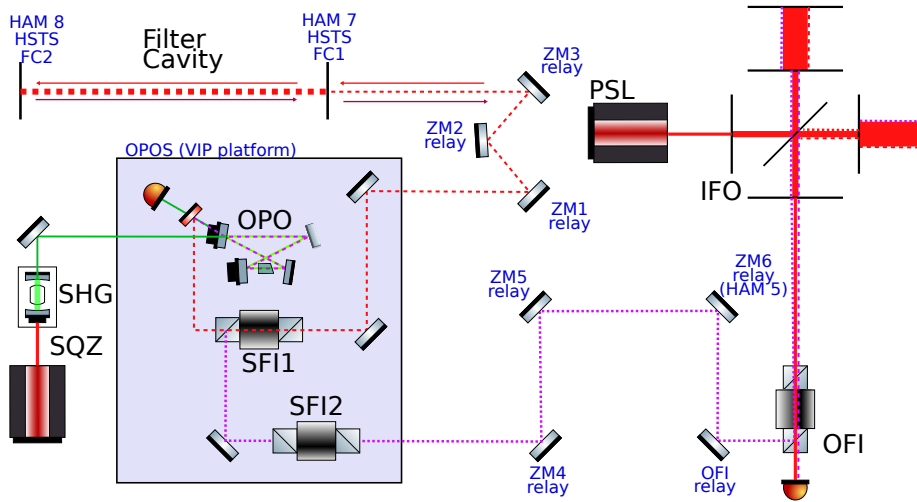 HAM 8
HSTS
FC2
Filter
Cavity
HAM 7
HSTS
FC1
ZM3
relay
PSL
ZM2
relay
OPOS (VIP platform)
IFO
ZM1
relay
OPO
SHG
ZM5
relay
ZM6
relay
(HAM 5)
SQZ
SFI1
SFI2
OFI
ZM4
relay
OFI
relay